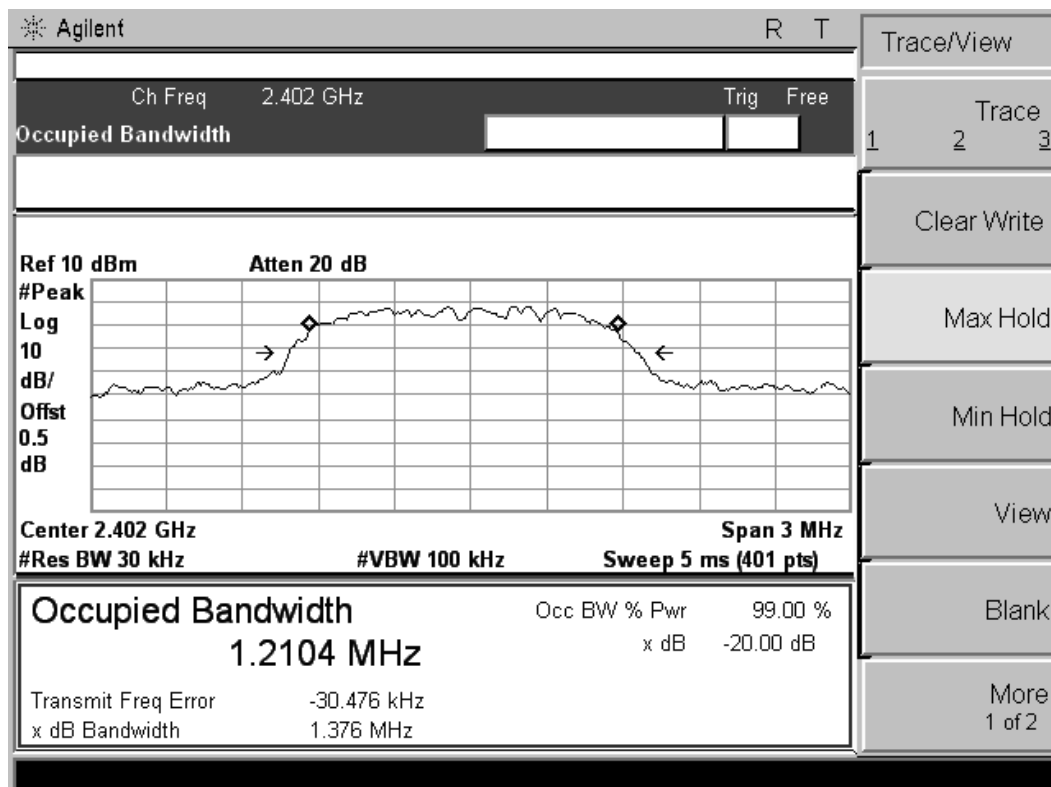 Agilent R T
Trace/View
Ch Freq 2.402 GHz Trig Free
Occupied Bandwidth
Trace
1 2 3
Clear Write
Max Hold
Min Hold
View
Blank
More
1 of 2
Ref 10 dBm Atten 20 dB
#Peak
Log
10
dB/
Offst
0.5
dB
Center 2.402 GHz Span 3 MHz
#Res BW 30 kHz #VBW 100 kHz Sweep 5 ms (401 pts)
Occupied Bandwidth
1.2104 MHz
Occ BW % Pwr 99.00 %
x dB -20.00 dB
Transmit Freq Error -30.476 kHz
x dB Bandwidth 1.376 MHz